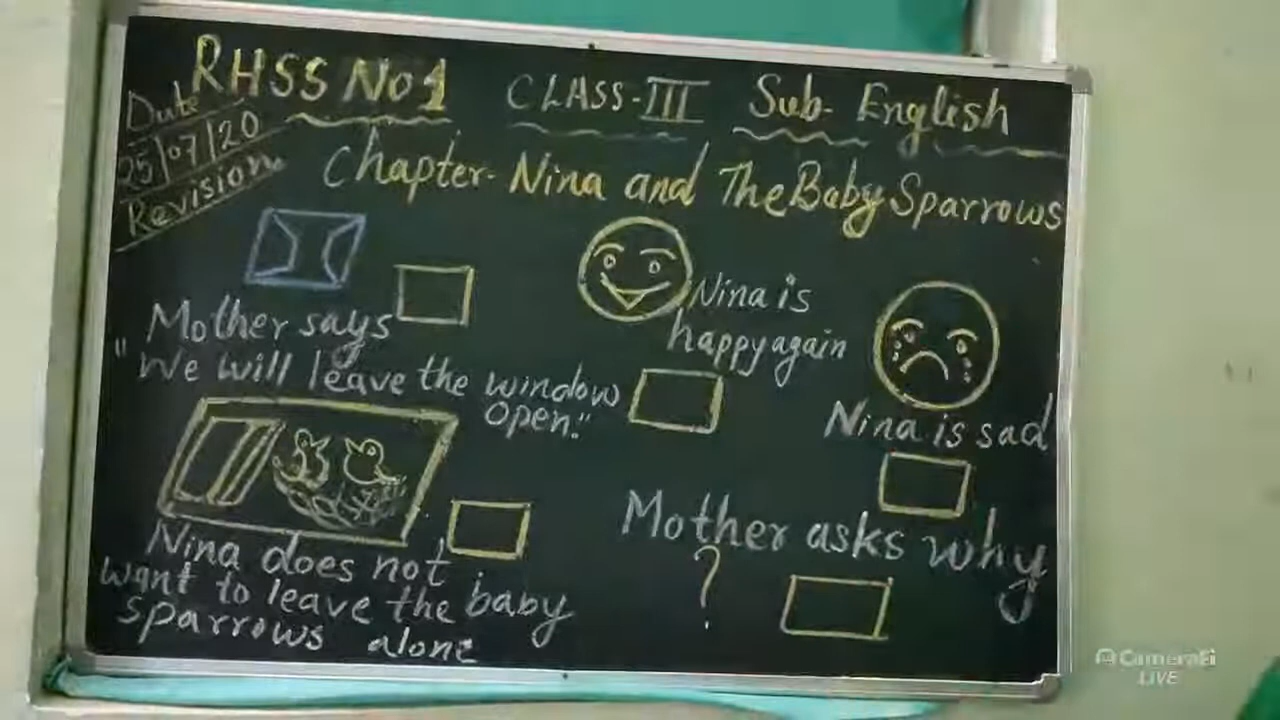 RHSS No 1 CLASS-III Sub- English
Date
25/07/20
Revision
Chapter- Nina and The Baby Sparrows
Mother says
"We will leave the window
open."
Nina is
happy again
Nina is sad
Nina does not
want to leave the baby
sparrows alone
Mother asks why
?
CameraFi
LIVE